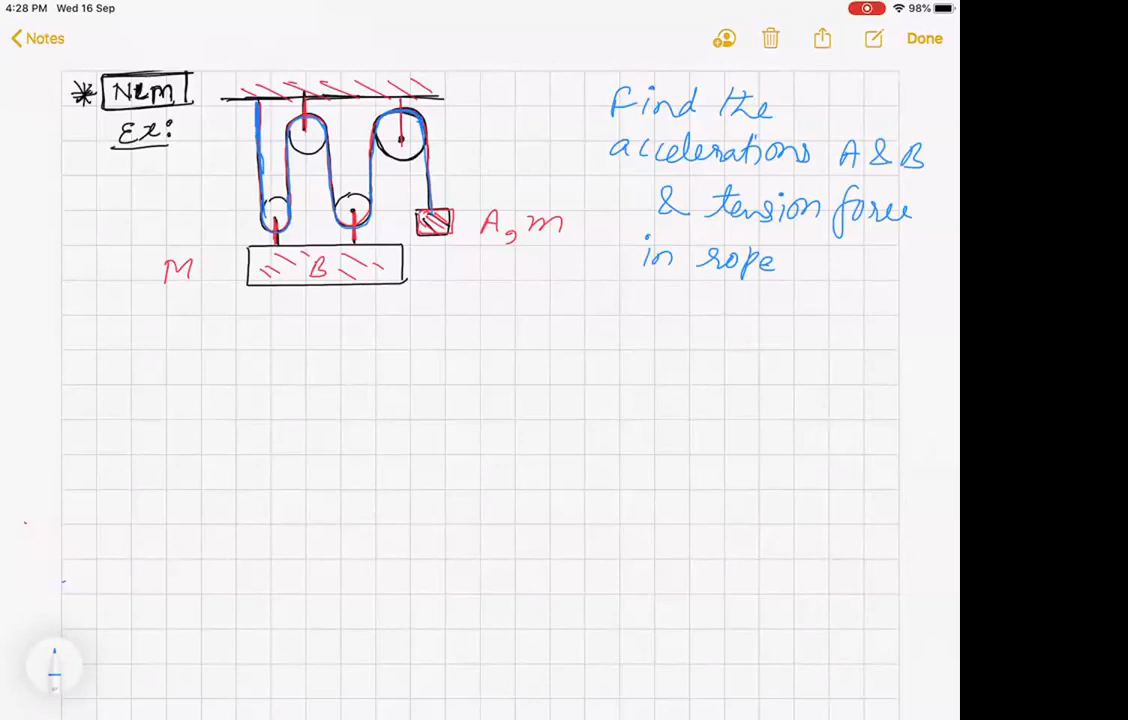 4:28 PM Wed 16 Sep
98%
Notes
Done
* NLM
Ex:
Find the
accelerations A & B
& tension force
in rope
A, m
M
B